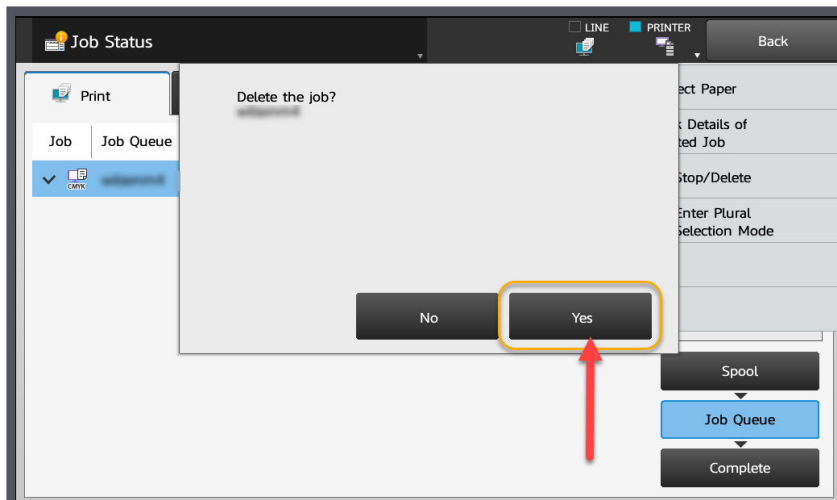 Job Status
LINE
PRINTER
Back
Print
Delete the job?
ect Paper
Job
Job Queue
k Details of
ted Job
CMYK
Stop/Delete
Enter Plural
Selection Mode
No
Yes
Spool
Job Queue
Complete